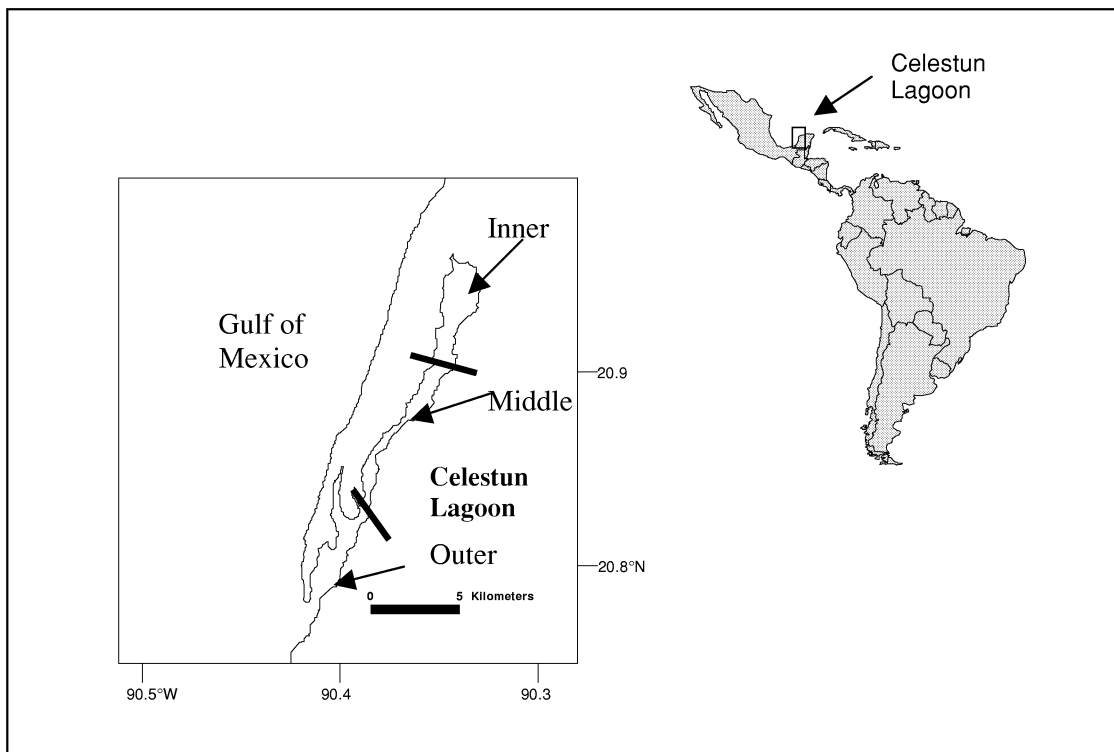 Celestun
Lagoon
Inner
Gulf of
Mexico
20.9
Middle
Celestun
Lagoon
Outer
20.8°N
0 5 Kilometers
90.5°W 90.4 90.3